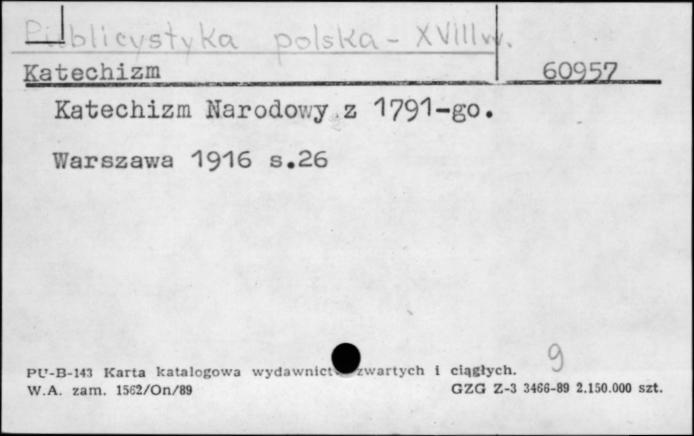 Publicystyka polska - XVIII w.
Katechizm 60957
Katechizm Narodowy z 1791-go.
Warszawa 1916 s.26
9
PU-B-143 Karta katalogowa wydawnictw zwartych i ciągłych.
W.A. zam. 1562/On/89 GZG Z-3 3466-89 2.150.000 szt.